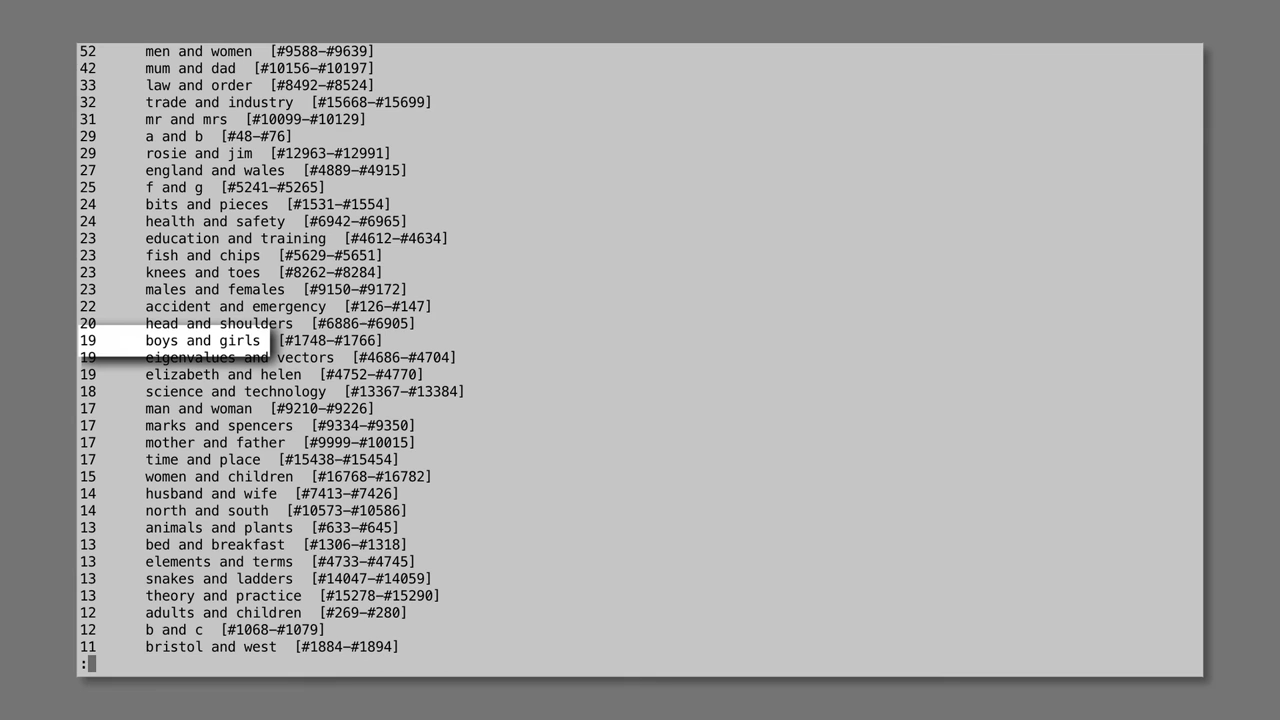 52 men and women [#9588–#9639]
42 mum and dad [#10156–#10197]
33 law and order [#8492–#8524]
32 trade and industry [#15668–#15699]
31 mr and mrs [#10099–#10129]
29 a and b [#48–#76]
29 rosie and jim [#12963–#12991]
27 england and wales [#4889–#4915]
25 f and g [#5241–#5265]
24 bits and pieces [#1531–#1554]
24 health and safety [#6942–#6965]
23 education and training [#4612–#4634]
23 fish and chips [#5629–#5651]
23 knees and toes [#8262–#8284]
23 males and females [#9150–#9172]
22 accident and emergency [#126–#147]
20 head and shoulders [#6886–#6905]
19 boys and girls [#1748–#1766]
19 eigenvalues and vectors [#4686–#4704]
19 elizabeth and helen [#4752–#4770]
18 science and technology [#13367–#13384]
17 man and woman [#9210–#9226]
17 marks and spencers [#9334–#9350]
17 mother and father [#9999–#10015]
17 time and place [#15438–#15454]
15 women and children [#16768–#16782]
14 husband and wife [#7413–#7426]
14 north and south [#10573–#10586]
13 animals and plants [#633–#645]
13 bed and breakfast [#1306–#1318]
13 elements and terms [#4733–#4745]
13 snakes and ladders [#14047–#14059]
13 theory and practice [#15278–#15290]
12 adults and children [#269–#280]
12 b and c [#1068–#1079]
11 bristol and west [#1884–#1894]
: